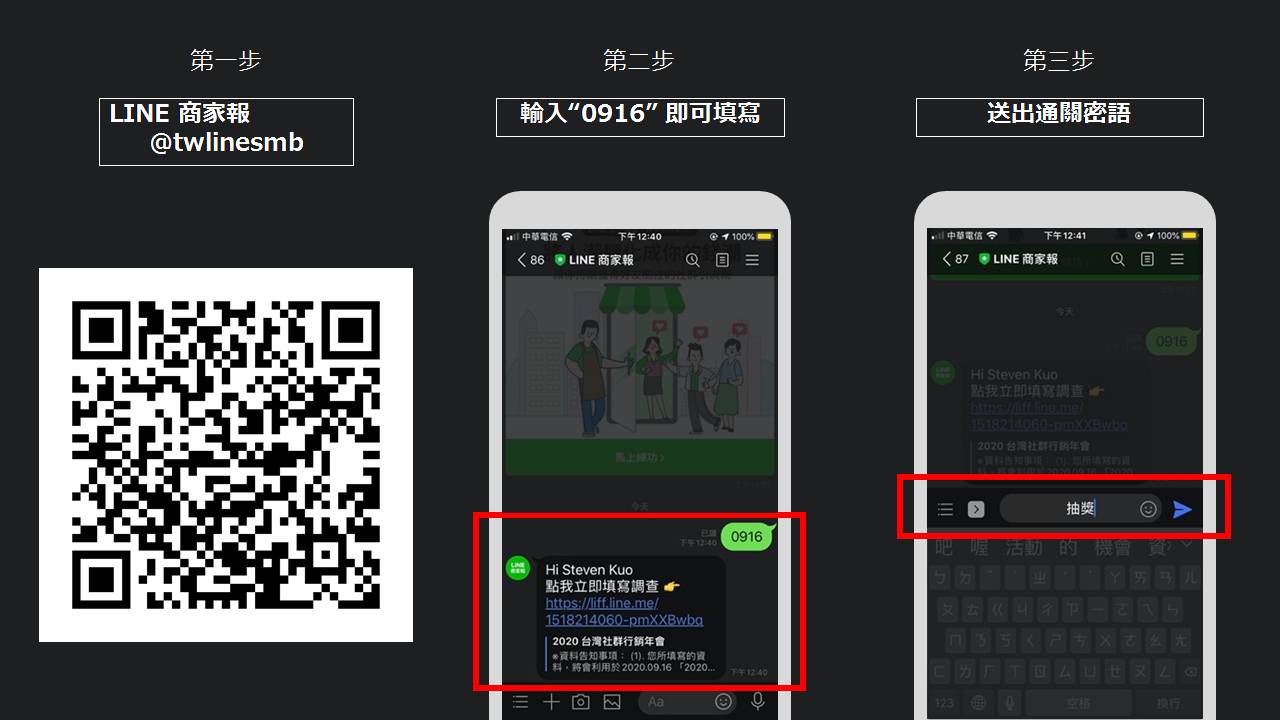 第一步
LINE 商家報
@twlinesmb
第二步
輸入“0916” 即可填寫
中華電信
下午12:40
100%
86
LINE 商家報
馬上練功
今天
已讀
下午 12:40
0916
LINE
商家報
Hi Steven Kuo
點我立即填寫調查 👉
https://liff.line.me/
1518214060-pmXXBwbq
2020 台灣社群行銷年會
※資料告知事項： (1). 您所填寫的資
料，將會利用於2020.09.16 「2020...
下午 12:40
Aa
第三步
送出通關密語
中華電信
下午12:41
100%
87
LINE 商家報
今天
0916
Hi Steven Kuo
點我立即填寫調查 👉
https://liff.line.me/
1518214060-pmXXBwbq
2020 台灣社群行銷年會
※資料告知事項： (1). 您所填寫的資
料，將會利用於2020.09.16 「2020
抽獎
吧 喔 活動 的 機會
123
空格
換行